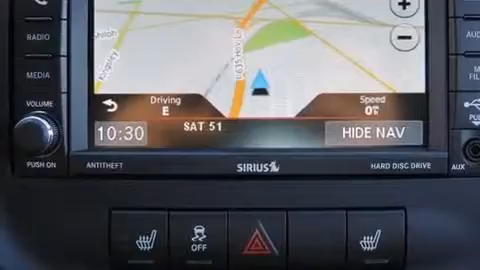 RADIO
MEDIA
VOLUME
PUSH ON
Driving
E
Speed
10:30
SAT 51
HIDE NAV
ANTITHEFT
SIRIUS
HARD DISC DRIVE
AUX
OFF